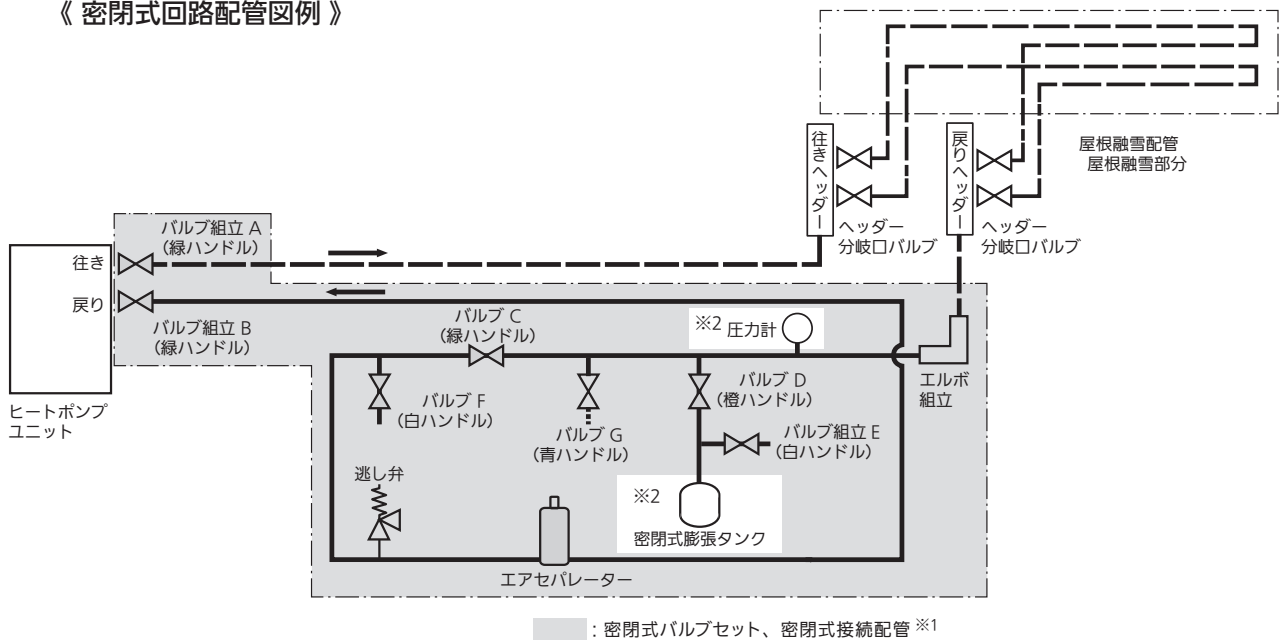 《 密閉式回路配管図例 》
往きヘッダー
戻りヘッダー
屋根融雪配管
屋根融雪部分
ヘッダー
分岐口バルブ
ヘッダー
分岐口バルブ
バルブ組立 A
（緑ハンドル）
往き
戻り
バルブ組立 B
（緑ハンドル）
ヒートポンプ
ユニット
バルブ C
（緑ハンドル）
※2 圧力計
エルボ
組立
バルブ F
（白ハンドル）
バルブ G
（青ハンドル）
バルブ D
（橙ハンドル）
バルブ組立 E
（白ハンドル）
逃し弁
※2
密閉式膨張タンク
エアセパレーター
：密閉式バルブセット、密閉式接続配管 ※1